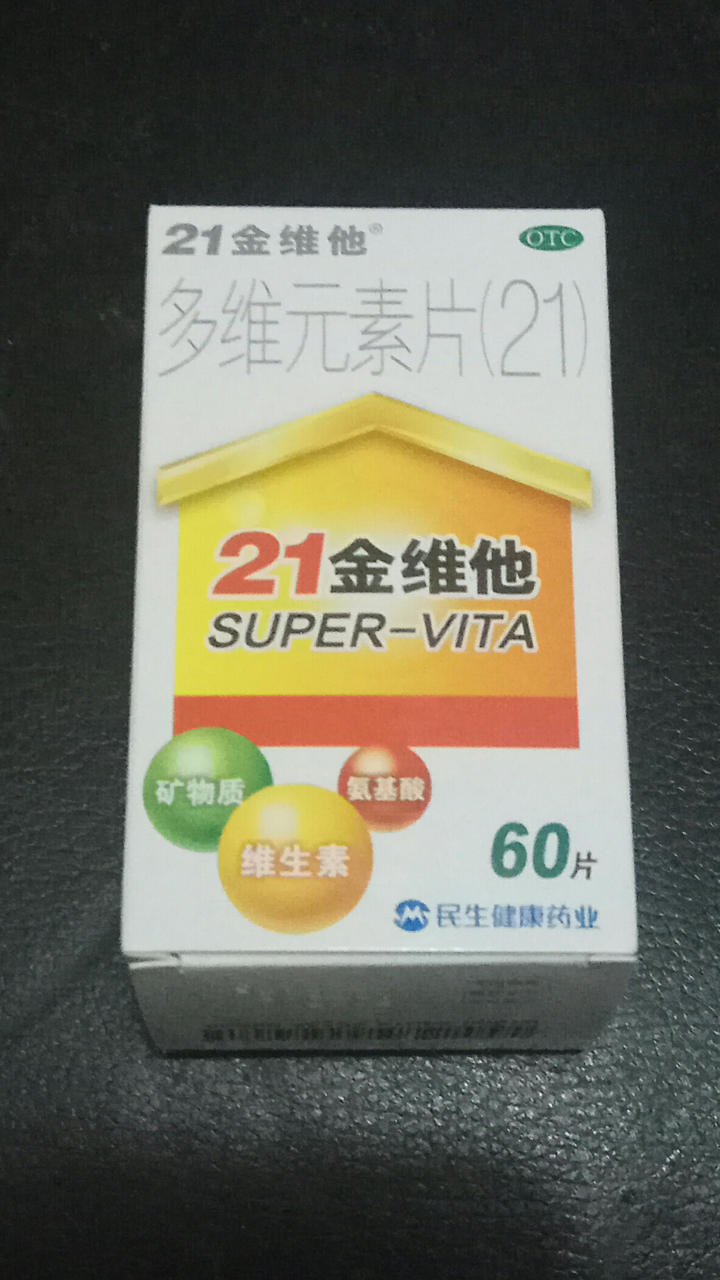 21金维他®
OTC
多维元素片(21)
21金维他
SUPER-VITA
矿物质
氨基酸
维生素
60片
民生健康药业